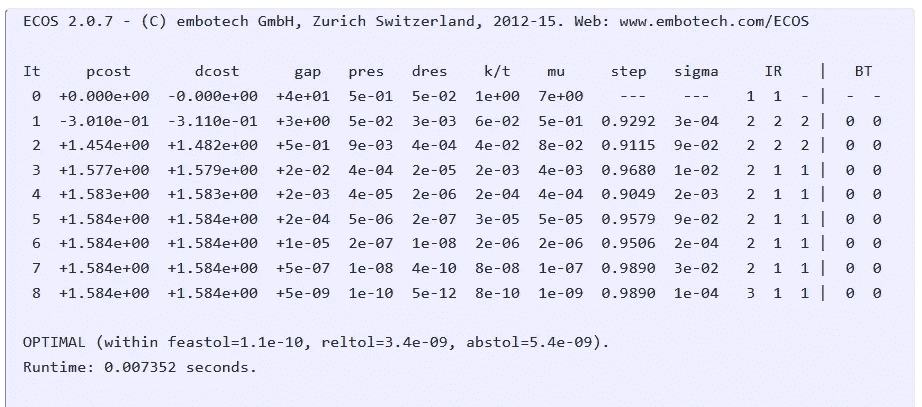 ECOS 2.0.7 - (C) embotech GmbH, Zurich Switzerland, 2012-15. Web: www.embotech.com/ECOS
It pcost dcost gap pres dres k/t mu step sigma IR | BT
0 +0.000e+00 -0.000e+00 +4e+01 5e-01 5e-02 1e+00 7e+00 --- --- 1 1 - | - -
1 -3.010e-01 -3.110e-01 +3e+00 5e-02 3e-03 6e-02 5e-01 0.9292 3e-04 2 2 2 | 0 0
2 +1.454e+00 +1.482e+00 +5e-01 9e-03 4e-04 4e-02 8e-02 0.9115 9e-02 2 2 2 | 0 0
3 +1.577e+00 +1.579e+00 +2e-02 4e-04 2e-05 2e-03 4e-03 0.9680 1e-02 2 1 1 | 0 0
4 +1.583e+00 +1.583e+00 +2e-03 4e-05 2e-06 2e-04 4e-04 0.9049 2e-03 2 1 1 | 0 0
5 +1.584e+00 +1.584e+00 +2e-04 5e-06 2e-07 3e-05 5e-05 0.9579 9e-02 2 1 1 | 0 0
6 +1.584e+00 +1.584e+00 +1e-05 2e-07 1e-08 2e-06 2e-06 0.9506 2e-04 2 1 1 | 0 0
7 +1.584e+00 +1.584e+00 +5e-07 1e-08 4e-10 8e-08 1e-07 0.9890 3e-02 2 1 1 | 0 0
8 +1.584e+00 +1.584e+00 +5e-09 1e-10 5e-12 8e-10 1e-09 0.9890 1e-04 3 1 1 | 0 0
OPTIMAL (within feastol=1.1e-10, reltol=3.4e-09, abstol=5.4e-09).
Runtime: 0.007352 seconds.